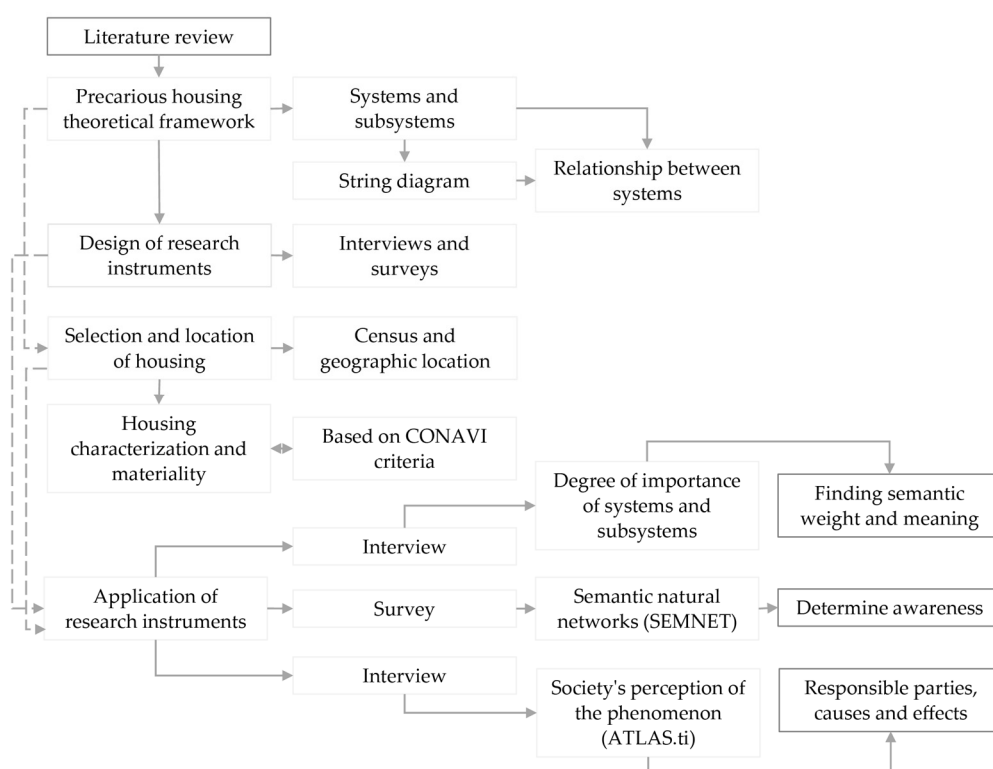 Literature review
Precarious housing
theoretical framework
Systems and
subsystems
String diagram
Relationship between
systems
Design of research
instruments
Interviews and
surveys
Selection and location
of housing
Census and
geographic location
Housing
characterization and
materiality
Based on CONAVI
criteria
Degree of importance
of systems and
subsystems
Finding semantic
weight and meaning
Interview
Application of
research instruments
Survey
Semantic natural
networks (SEMNET)
Determine awareness
Interview
Society's perception of
the phenomenon
(ATLAS.ti)
Responsible parties,
causes and effects